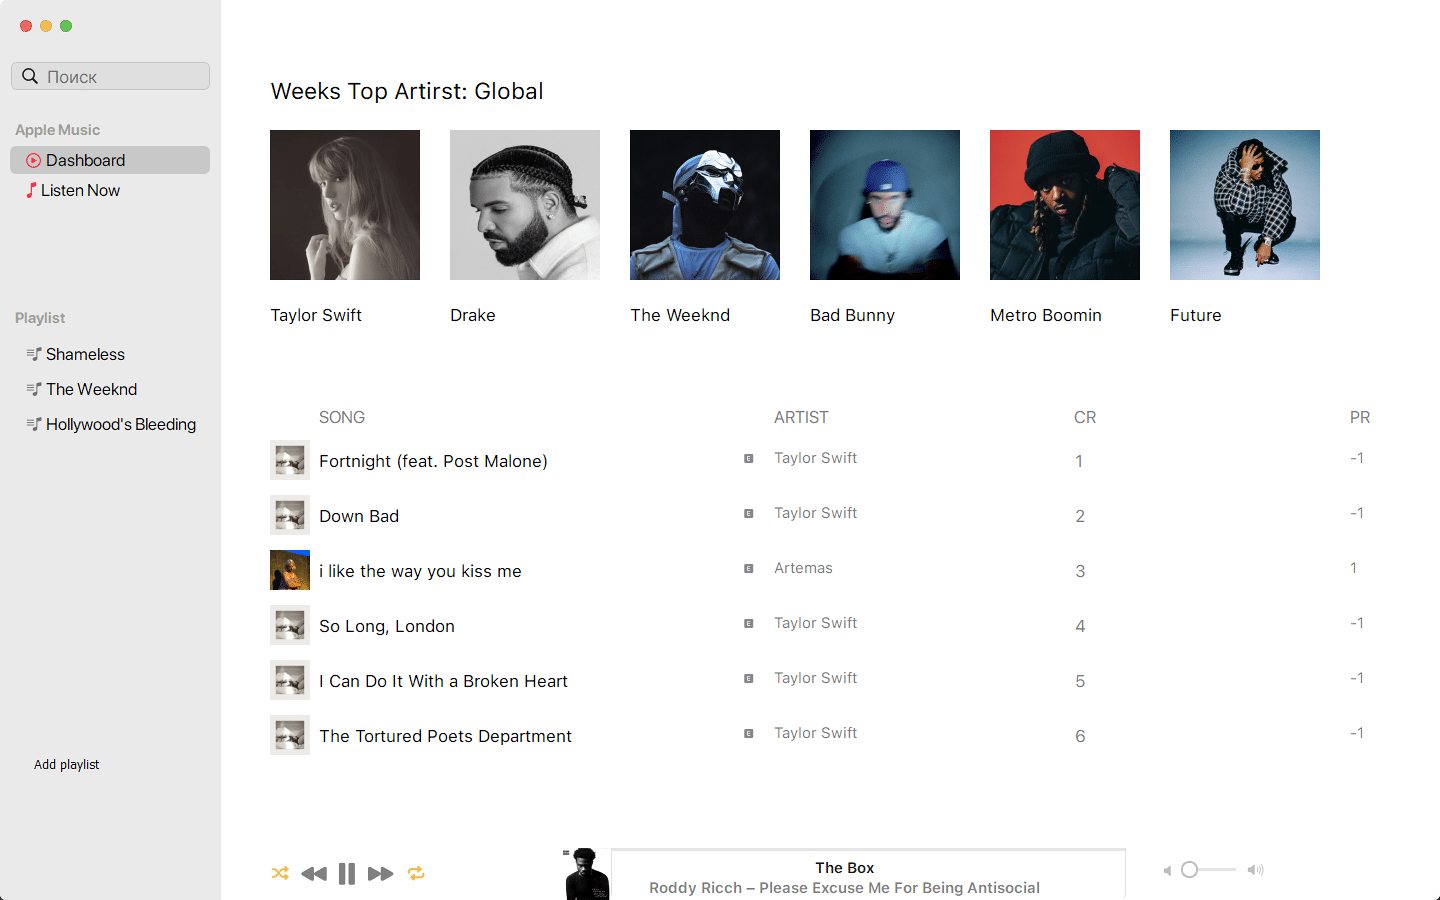 Поиск
Apple Music
Dashboard
Listen Now
Playlist
Shameless
The Weeknd
Hollywood's Bleeding
Add playlist
Weeks Top Artirst: Global
Taylor Swift Drake The Weeknd Bad Bunny Metro Boomin Future
SONG ARTIST CR PR
Fortnight (feat. Post Malone) E Taylor Swift 1 -1
Down Bad E Taylor Swift 2 -1
i like the way you kiss me E Artemas 3 1
So Long, London E Taylor Swift 4 -1
I Can Do It With a Broken Heart E Taylor Swift 5 -1
The Tortured Poets Department E Taylor Swift 6 -1
The Box
Roddy Ricch – Please Excuse Me For Being Antisocial